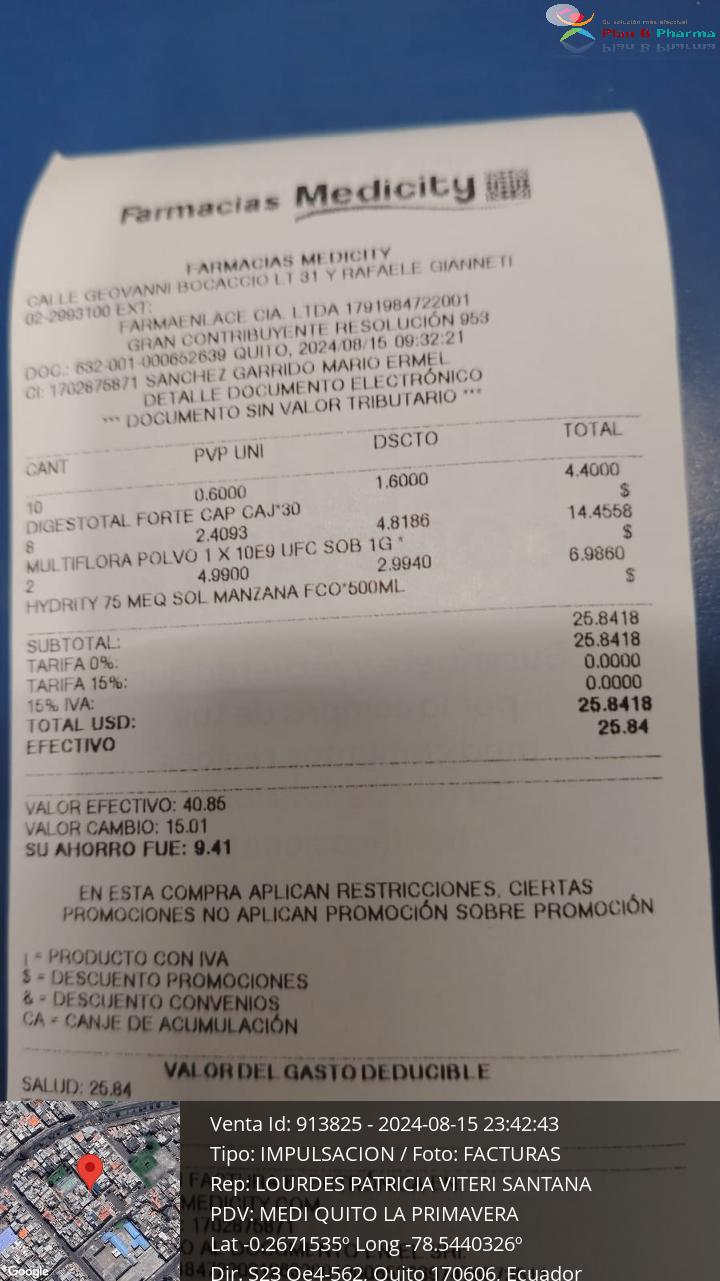 Su solución más efectiva!
Plan B Pharma
Farmacias Medicity
FARMACIAS MEDICITY
CALLE GEOVANNI BOCACCIO LT 31 Y RAFAELE GIANNETI
02-2993100 EXT:
FARMAENLACE CIA. LTDA 1791984722001
GRAN CONTRIBUYENTE RESOLUCIÓN 953
DOC.: 632-001-000652639 QUITO, 2024/08/15 09:32:21
CI: 1702875871 SANCHEZ GARRIDO MARIO ERMEL
DETALLE DOCUMENTO ELECTRÓNICO
*** DOCUMENTO SIN VALOR TRIBUTARIO ***
CANT PVP UNI DSCTO TOTAL
10 0.6000 1.6000 4.4000
DIGESTOTAL FORTE CAP CAJ*30 $
8 2.4093 4.8186 14.4558
MULTIFLORA POLVO 1 X 10E9 UFC SOB 1G * $
2 4.9900 2.9940 6.9860
HYDRITY 75 MEQ SOL MANZANA FCO*500ML $
SUBTOTAL: 25.8418
TARIFA 0%: 25.8418
TARIFA 15%: 0.0000
15% IVA: 0.0000
TOTAL USD: 25.8418
EFECTIVO 25.84
VALOR EFECTIVO: 40.85
VALOR CAMBIO: 15.01
SU AHORRO FUE: 9.41
EN ESTA COMPRA APLICAN RESTRICCIONES, CIERTAS
PROMOCIONES NO APLICAN PROMOCIÓN SOBRE PROMOCIÓN
| = PRODUCTO CON IVA
$ = DESCUENTO PROMOCIONES
& = DESCUENTO CONVENIOS
CA = CANJE DE ACUMULACIÓN
VALOR DEL GASTO DEDUCIBLE
SALUD: 25.84
Venta Id: 913825 - 2024-08-15 23:42:43
Tipo: IMPULSACION / Foto: FACTURAS
Rep: LOURDES PATRICIA VITERI SANTANA
PDV: MEDI QUITO LA PRIMAVERA
Lat -0.2671535º Long -78.5440326º
Dir. S23 Oe4-562, Quito 170606, Ecuador
Google